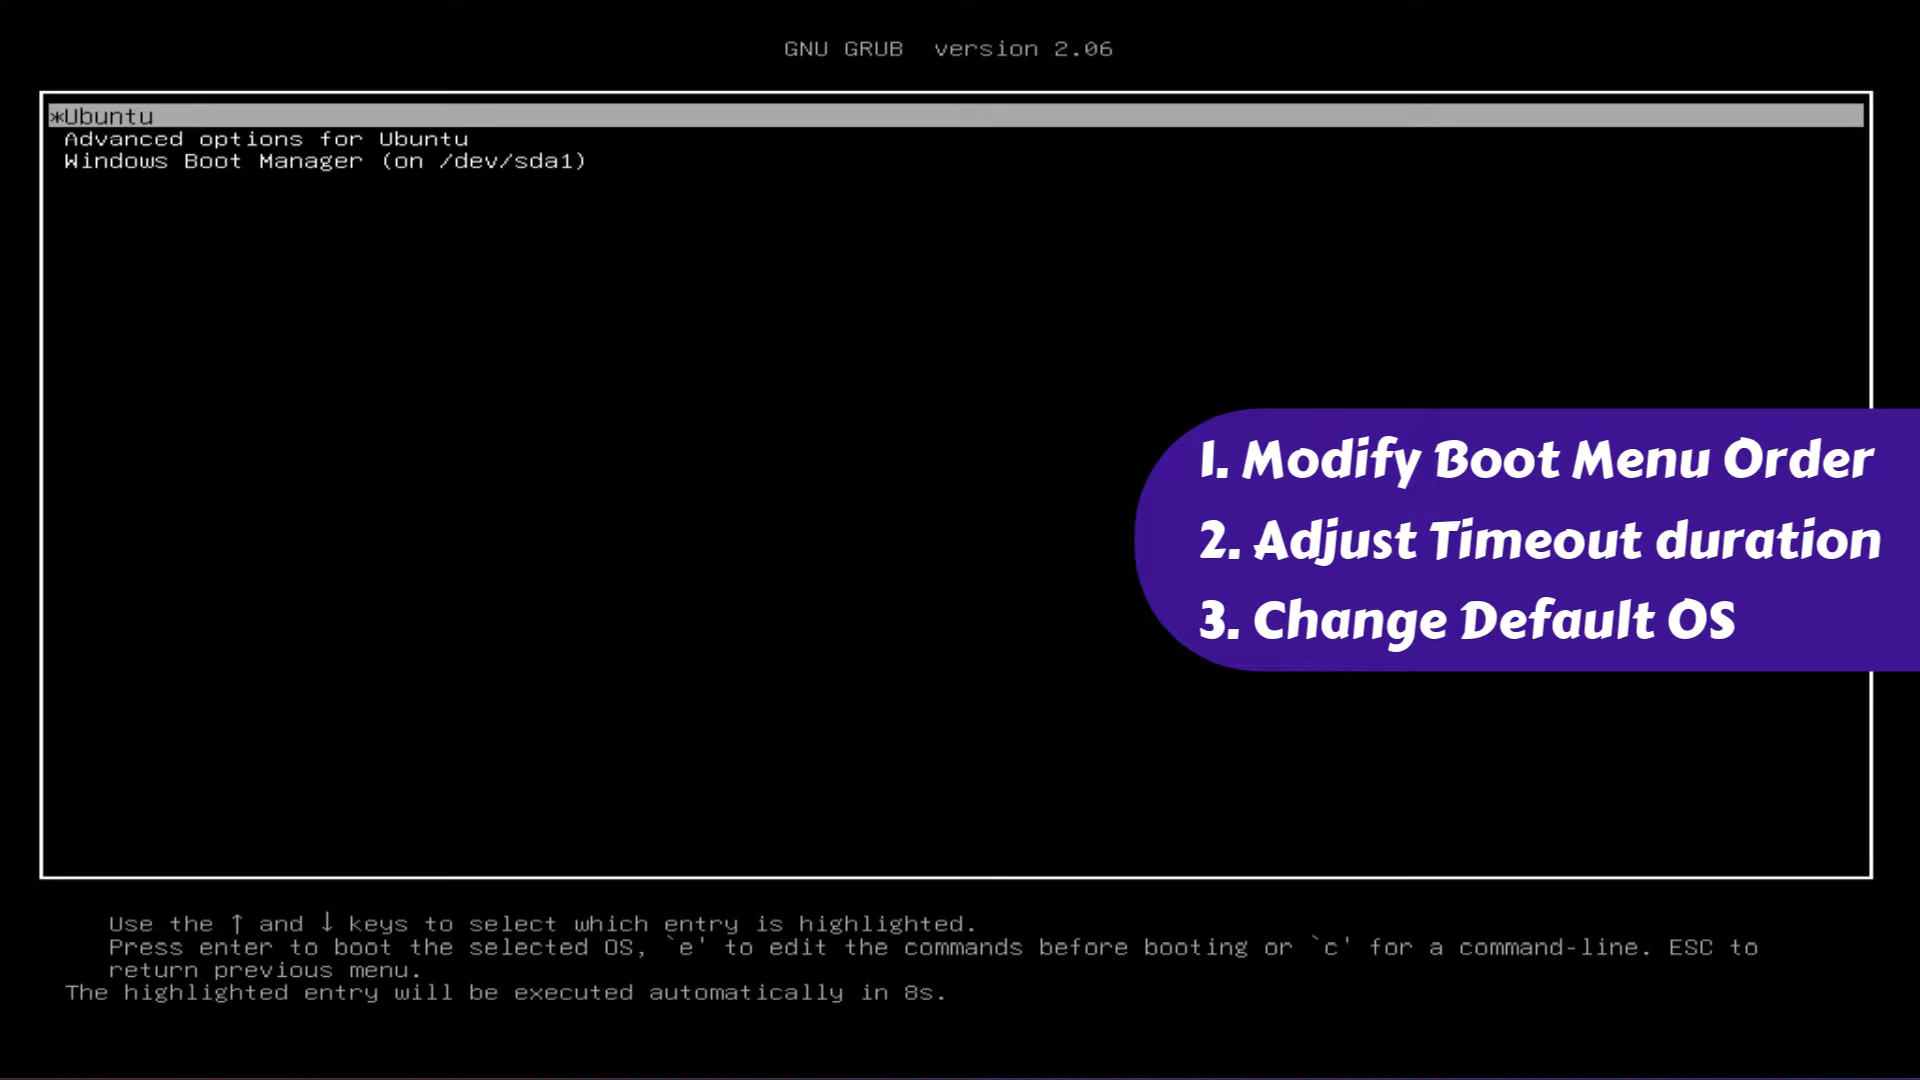 GNU GRUB  version 2.06
*Ubuntu
Advanced options for Ubuntu
Windows Boot Manager (on /dev/sda1)
1. Modify Boot Menu Order
2. Adjust Timeout duration
3. Change Default OS
Use the ↑ and ↓ keys to select which entry is highlighted.
Press enter to boot the selected OS, `e' to edit the commands before booting or `c' for a command-line. ESC to
return previous menu.
The highlighted entry will be executed automatically in 8s.